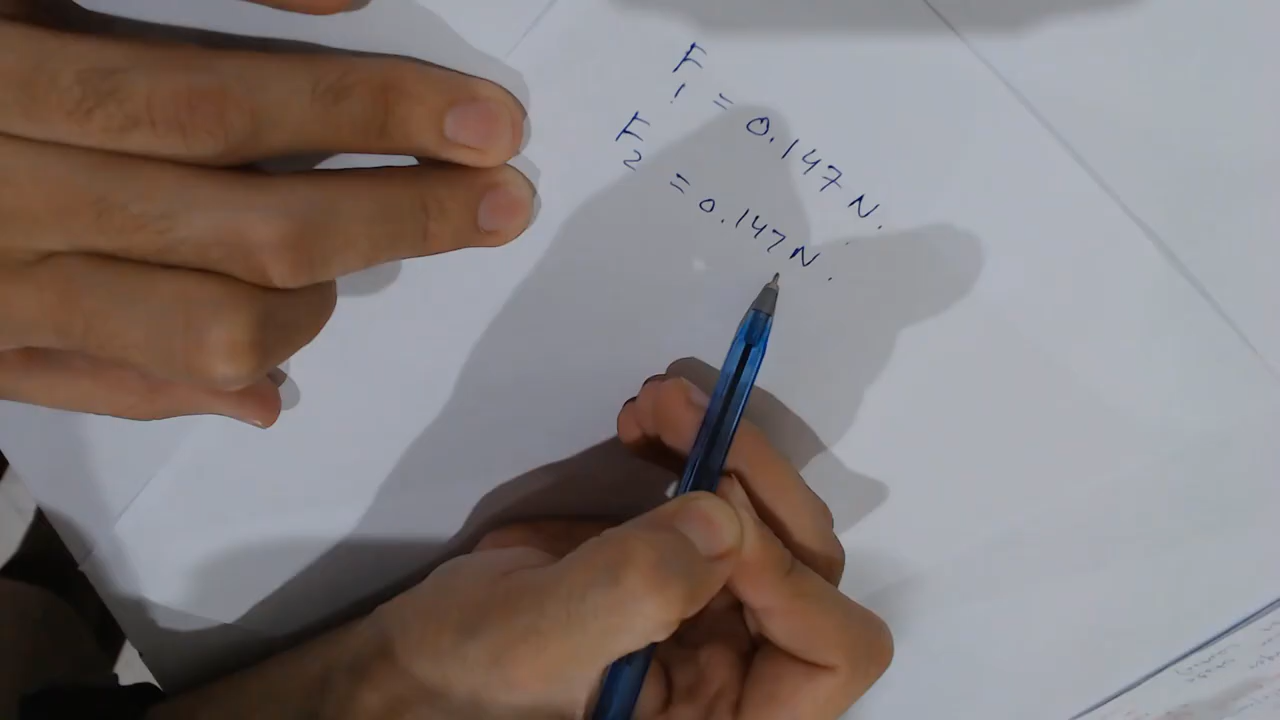 F₁ = 0.147 N.
F₂ = 0.147 N.